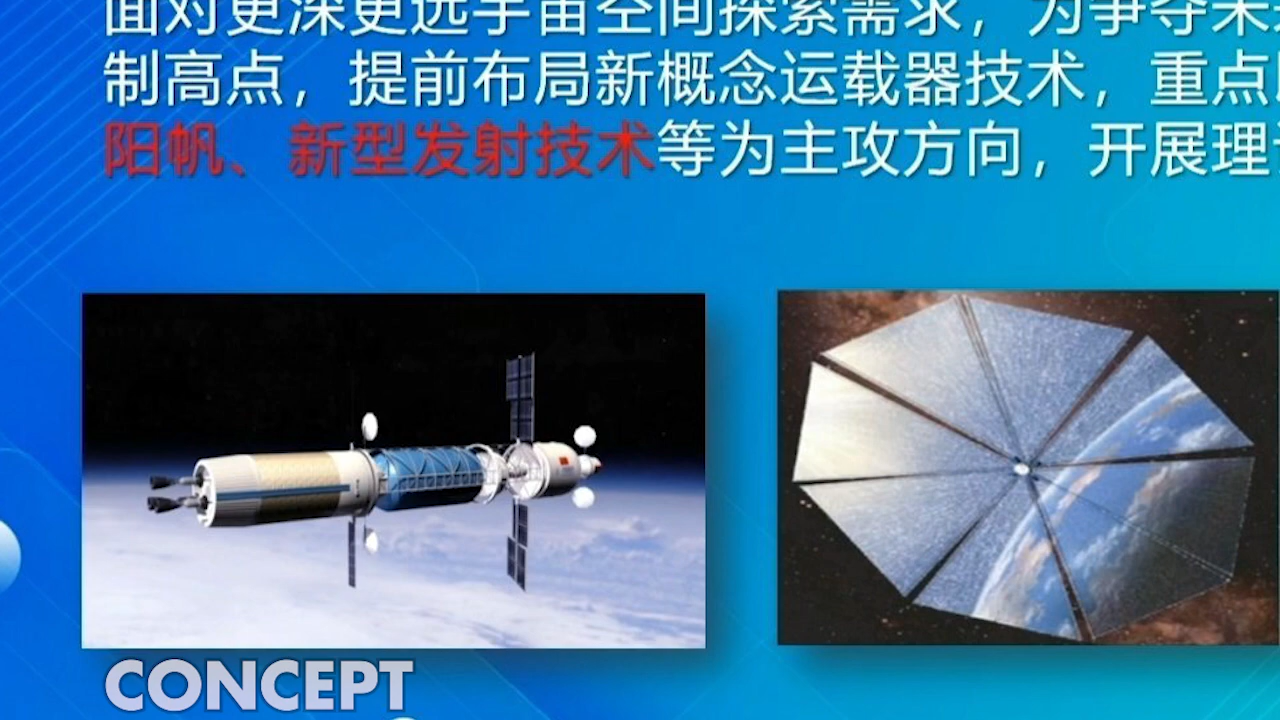 面对更深更远宇宙空间探索需求，为争夺未
制高点，提前布局新概念运载器技术，重点
阳帆、新型发射技术等为主攻方向，开展理
CONCEPT